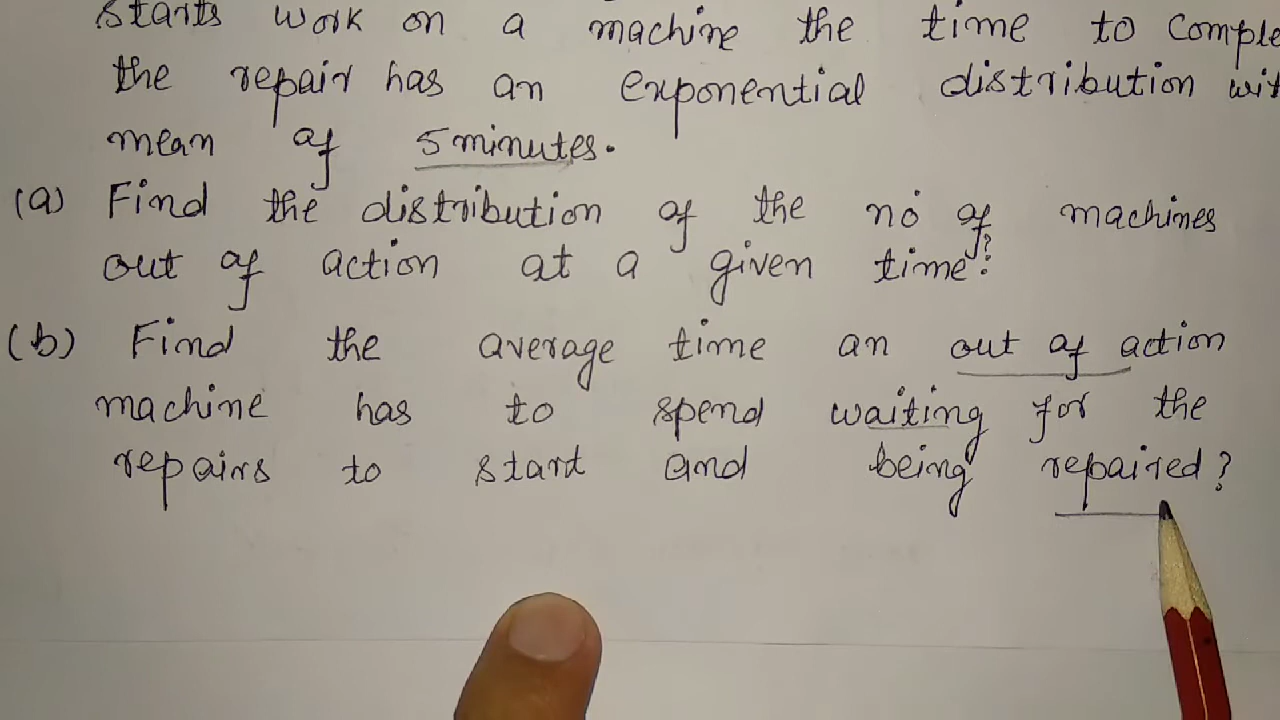 starts work on a machine the time to comple
the repair has an exponential distribution wit
mean of 5 minutes.
(a) Find the distribution of the no of machines
out of action at a given time?
(b) Find the average time an out of action
machine has to spend waiting for the
repairs to start and being repaired?